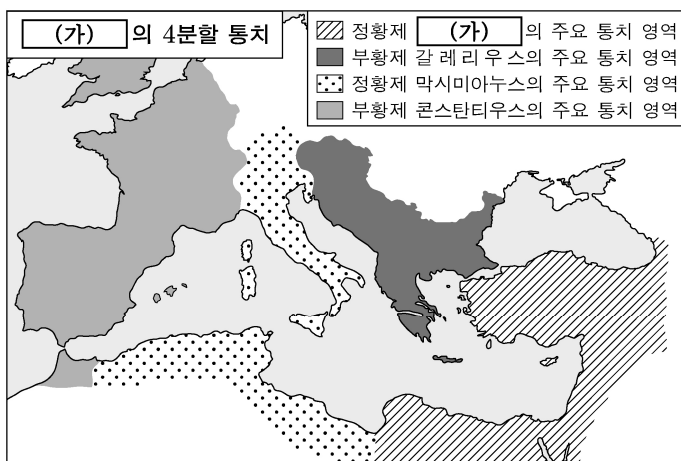 (가) 의 4분할 통치
정황제 (가) 의 주요 통치 영역
부황제 갈레리우스의 주요 통치 영역
정황제 막시미아누스의 주요 통치 영역
부황제 콘스탄티우스의 주요 통치 영역